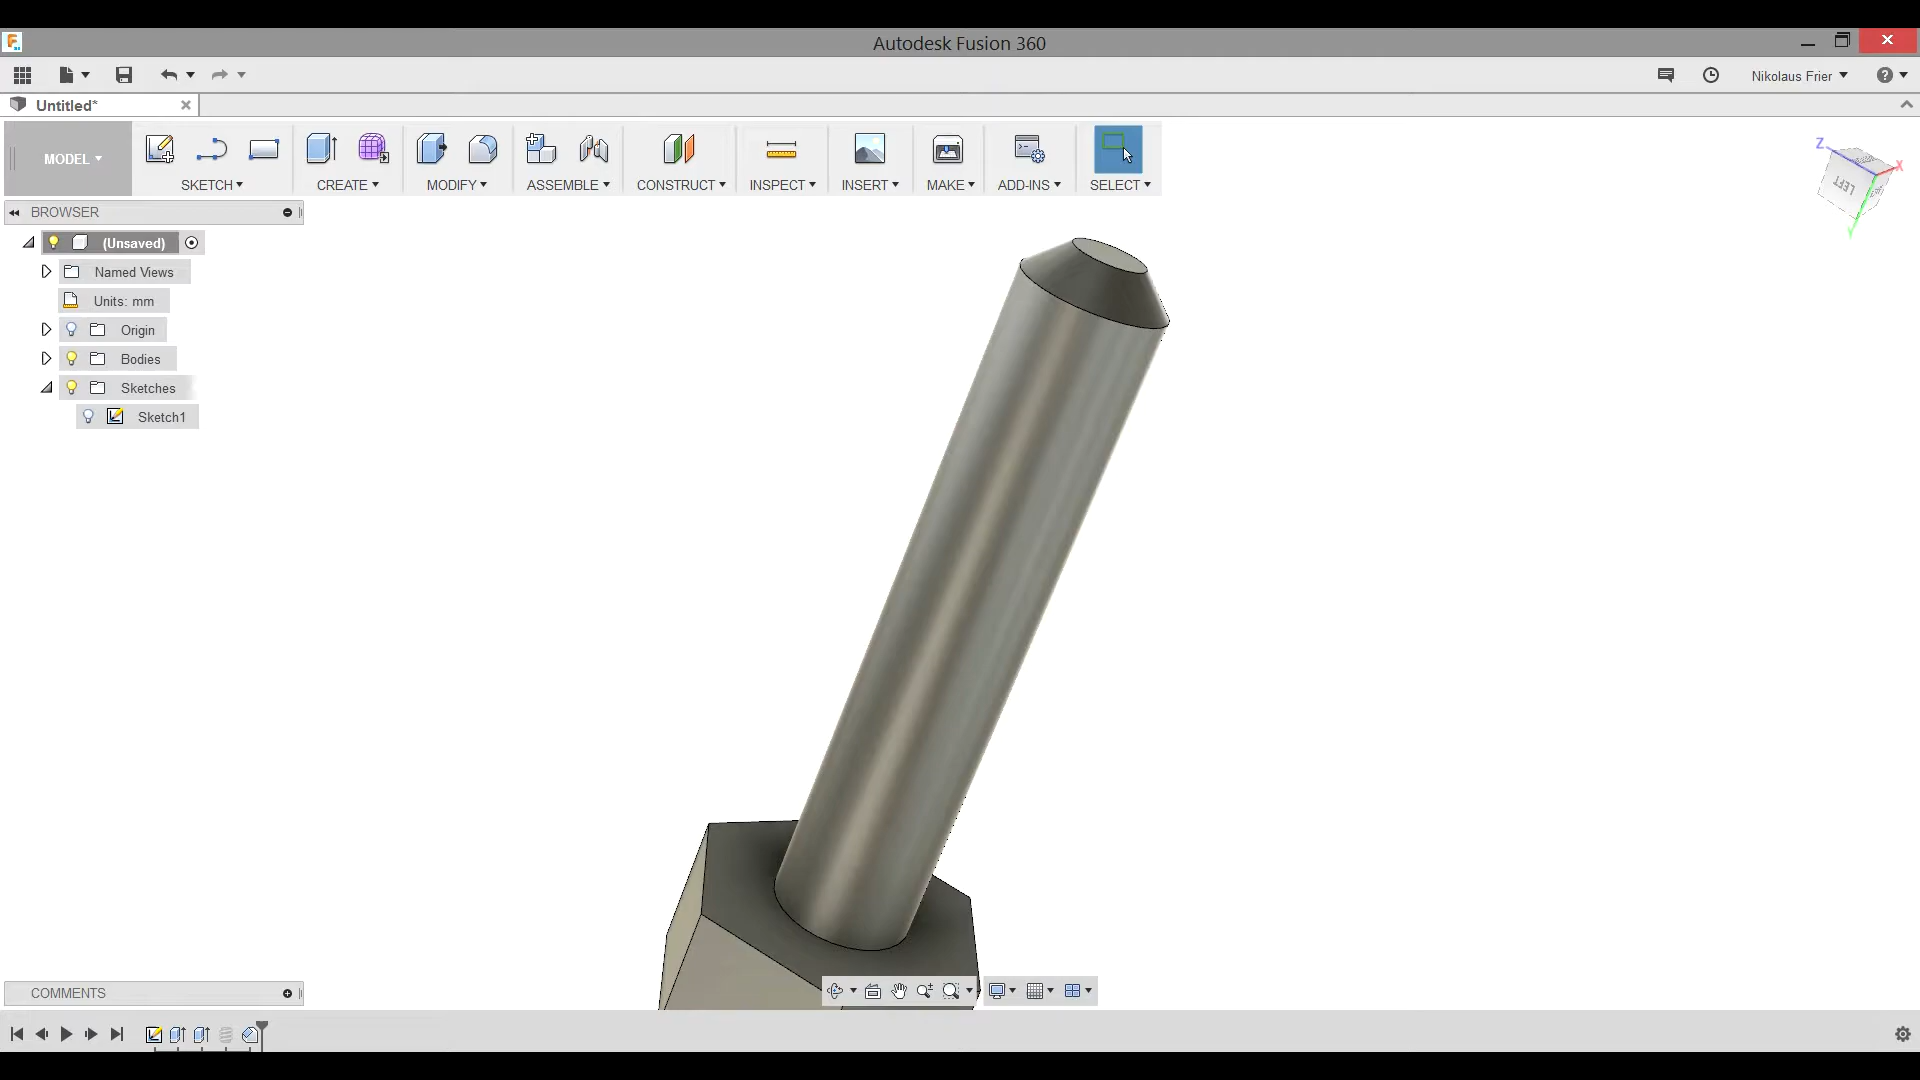 Autodesk Fusion 360
Nikolaus Frier
Untitled*
MODEL
SKETCH
CREATE
MODIFY
ASSEMBLE
CONSTRUCT
INSPECT
INSERT
MAKE
ADD-INS
SELECT
Z
X
LEFT
Y
BROWSER
(Unsaved)
Named Views
Units: mm
Origin
Bodies
Sketches
Sketch1
COMMENTS